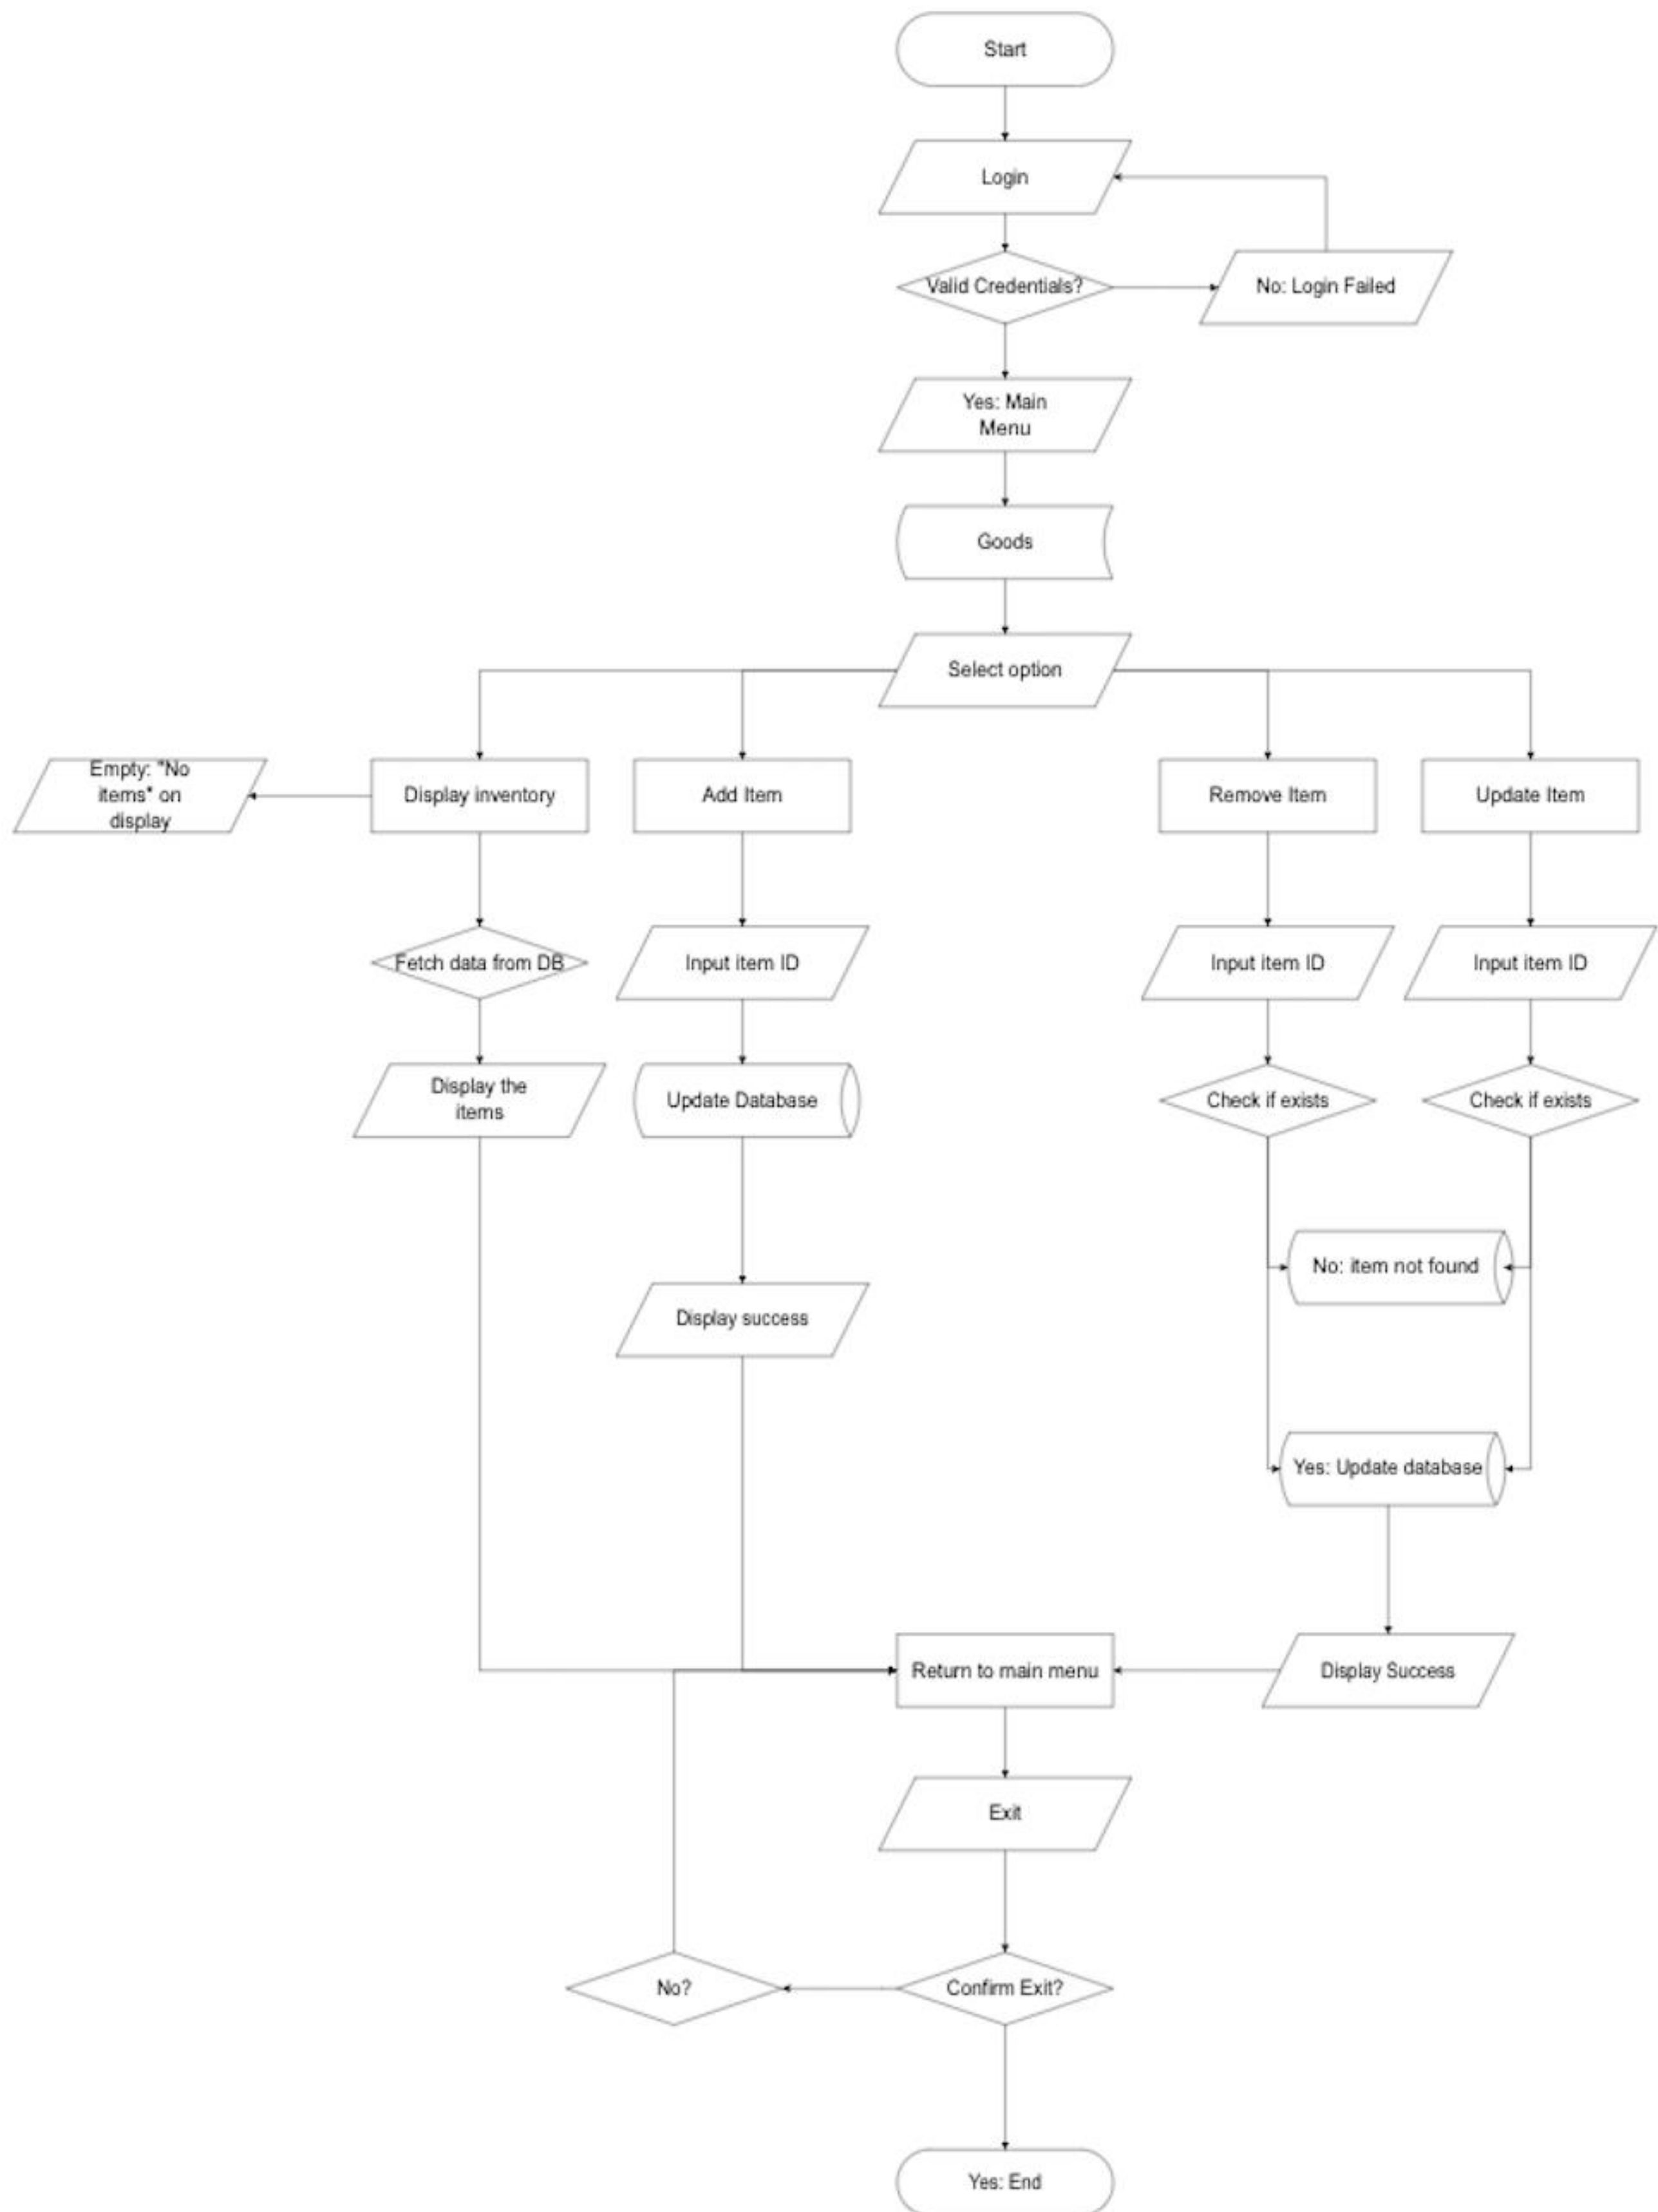 Start
Login
Valid Credentials?
No: Login Failed
Yes: Main
Menu
Goods
Select option
Empty: "No
items" on
display
Display inventory
Add Item
Remove Item
Update Item
Fetch data from DB
Input item ID
Input item ID
Input item ID
Display the
items
Update Database
Check if exists
Check if exists
No: item not found
Display success
Yes: Update database
Return to main menu
Display Success
Exit
No?
Confirm Exit?
Yes: End